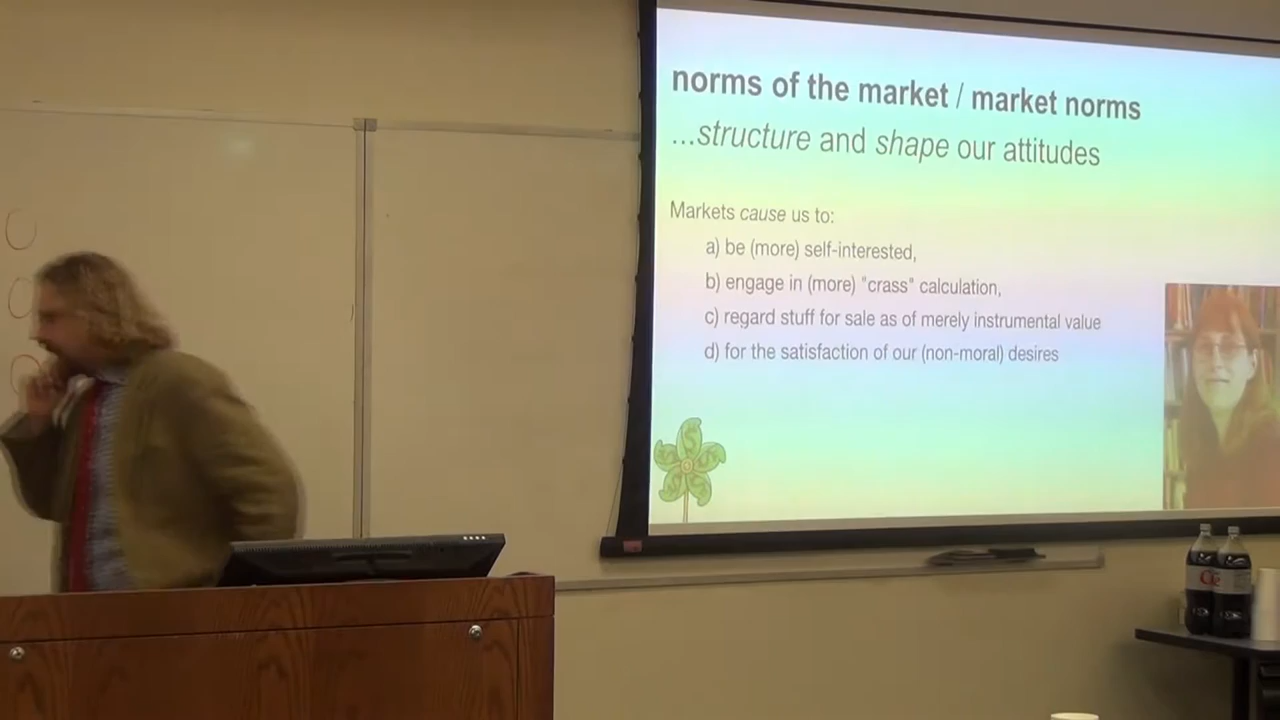 norms of the market / market norms
...structure and shape our attitudes
Markets cause us to:
a) be (more) self-interested,
b) engage in (more) "crass" calculation,
c) regard stuff for sale as of merely instrumental value
d) for the satisfaction of our (non-moral) desires